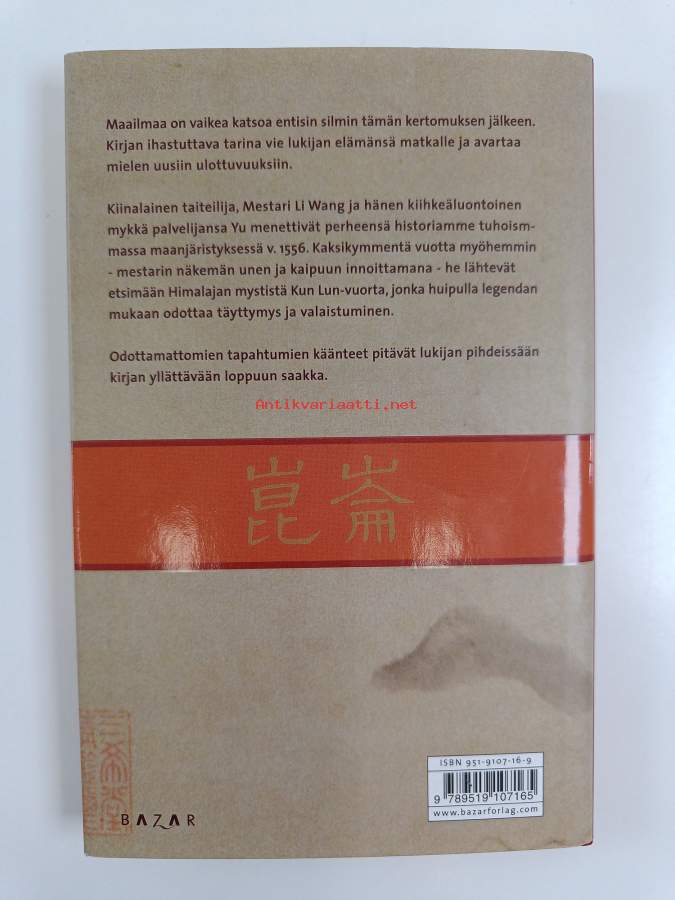 Maailmaa on vaikea katsoa entisin silmin tämän kertomuksen jälkeen.
Kirjan ihastuttava tarina vie lukijan elämänsä matkalle ja avartaa
mielen uusiin ulottuvuuksiin.
Kiinalainen taiteilija, Mestari Li Wang ja hänen kiihkeäluontoinen
mykkä palvelijansa Yu menettivät perheensä historiamme tuhoism-
massa maanjäristyksessä v. 1556. Kaksikymmentä vuotta myöhemmin
- mestarin näkemän unen ja kaipuun innoittamana - he lähtevät
etsimään Himalajan mystistä Kun Lun-vuorta, jonka huipulla legendan
mukaan odottaa täyttymys ja valaistuminen.
Odottamattomien tapahtumien käänteet pitävät lukijan pihdeissään
kirjan yllättävään loppuun saakka.
Antikvariaatti.net
崑崙
ISBN 951-9107-16-9
9 789519 107165
www.bazarforlag.com
BAZAR